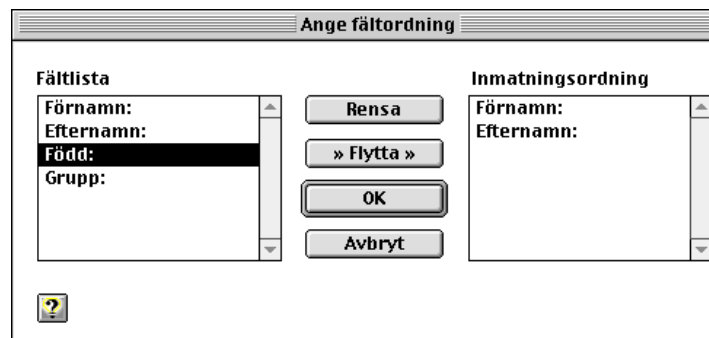 Ange fältordning
Fältlista
Förnamn:
Efternamn:
Född:
Grupp:
Rensa
» Flytta »
OK
Avbryt
Inmatningsordning
Förnamn:
Efternamn:
?